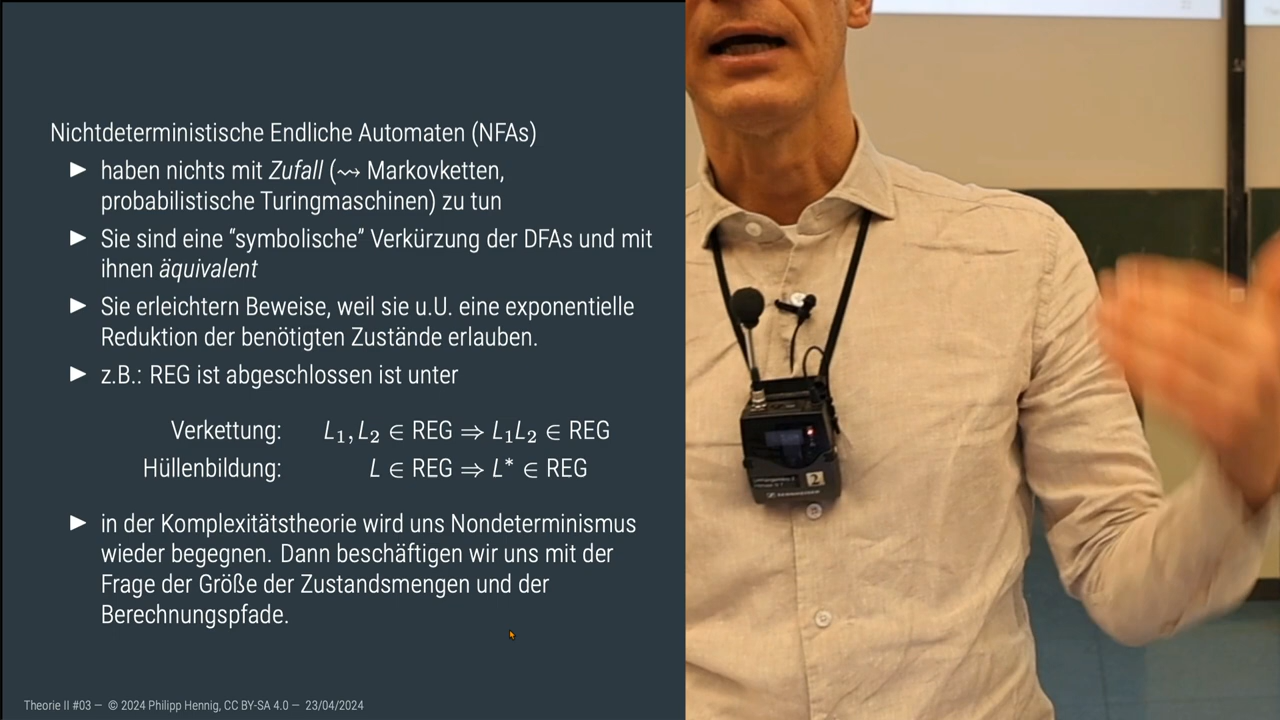 Nichtdeterministische Endliche Automaten (NFAs)
► haben nichts mit Zufall (⇝ Markovketten,
probabilistische Turingmaschinen) zu tun
► Sie sind eine “symbolische” Verkürzung der DFAs und mit
ihnen äquivalent
► Sie erleichtern Beweise, weil sie u.U. eine exponentielle
Reduktion der benötigten Zustände erlauben.
► z.B.: REG ist abgeschlossen ist unter
Verkettung: L₁, L₂ ∈ REG ⇒ L₁L₂ ∈ REG
Hüllenbildung: L ∈ REG ⇒ L* ∈ REG
► in der Komplexitätstheorie wird uns Nondeterminismus
wieder begegnen. Dann beschäftigen wir uns mit der
Frage der Größe der Zustandsmengen und der
Berechnungspfade.
Theorie II #03 — © 2024 Philipp Hennig, CC BY-SA 4.0 — 23/04/2024
2
SENNHEISER